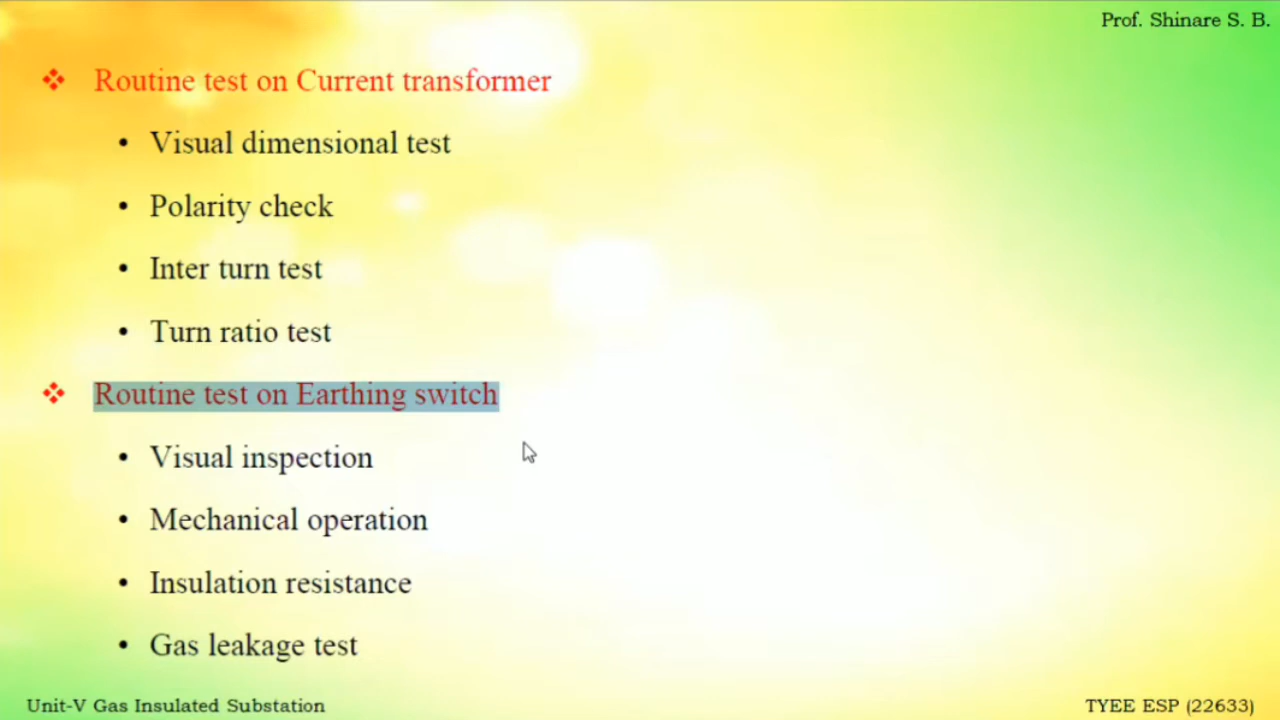 Prof. Shinare S. B.
❖ Routine test on Current transformer
• Visual dimensional test
• Polarity check
• Inter turn test
• Turn ratio test
❖ Routine test on Earthing switch
• Visual inspection
• Mechanical operation
• Insulation resistance
• Gas leakage test
Unit-V Gas Insulated Substation
TYEE ESP (22633)